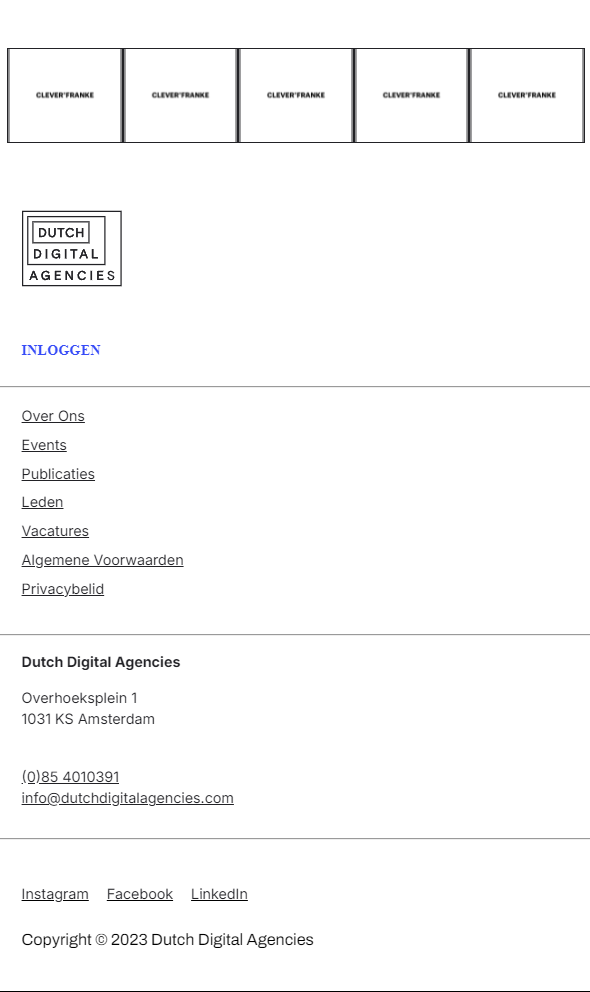 CLEVER°FRANKE CLEVER°FRANKE CLEVER°FRANKE CLEVER°FRANKE CLEVER°FRANKE
DUTCH
DIGITAL
AGENCIES
INLOGGEN
Over Ons
Events
Publicaties
Leden
Vacatures
Algemene Voorwaarden
Privacybelid
Dutch Digital Agencies
Overhoeksplein 1
1031 KS Amsterdam
(0)85 4010391
info@dutchdigitalagencies.com
Instagram Facebook LinkedIn
Copyright © 2023 Dutch Digital Agencies